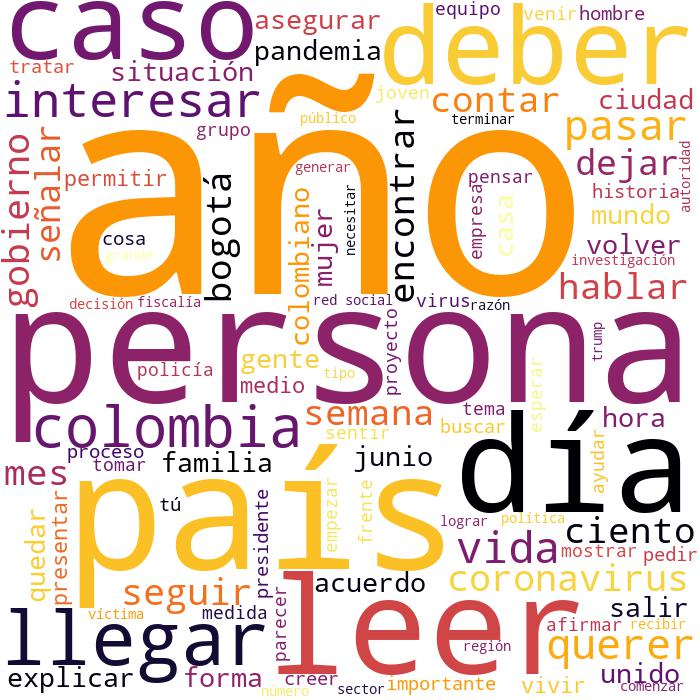 caso
asegurar
equipo
venir
hombre
deber
tratar
situación
pandemia
interesar
joven
contar
ciudad
grupo
público
terminar
pasar
gobierno
señalar
permitir
año
generar
encontrar
pensar
dejar
autoridad
historia
bogotá
colombiano
mujer
necesitar
empresa
casa
mundo
cosa
grande
volver
investigación
hablar
decisión
fiscalía
red social
virus
razón
persona
policía
gente
tipo
medio
proyecto
trump
esperar
colombia
semana
sentir
tema
buscar
hora
día
proceso
tomar
familia
junio
ayudar
mes
país
tú
quedar
presentar
presidente
empezar
frente
lograr
política
ciento
vida
mostrar
pedir
seguir
leer
acuerdo
coronavirus
víctima
medida
parecer
salir
llegar
afirmar
recibir
región
querer
explicar
forma
creer
número
sector
importante
vivir
unido
comenzar